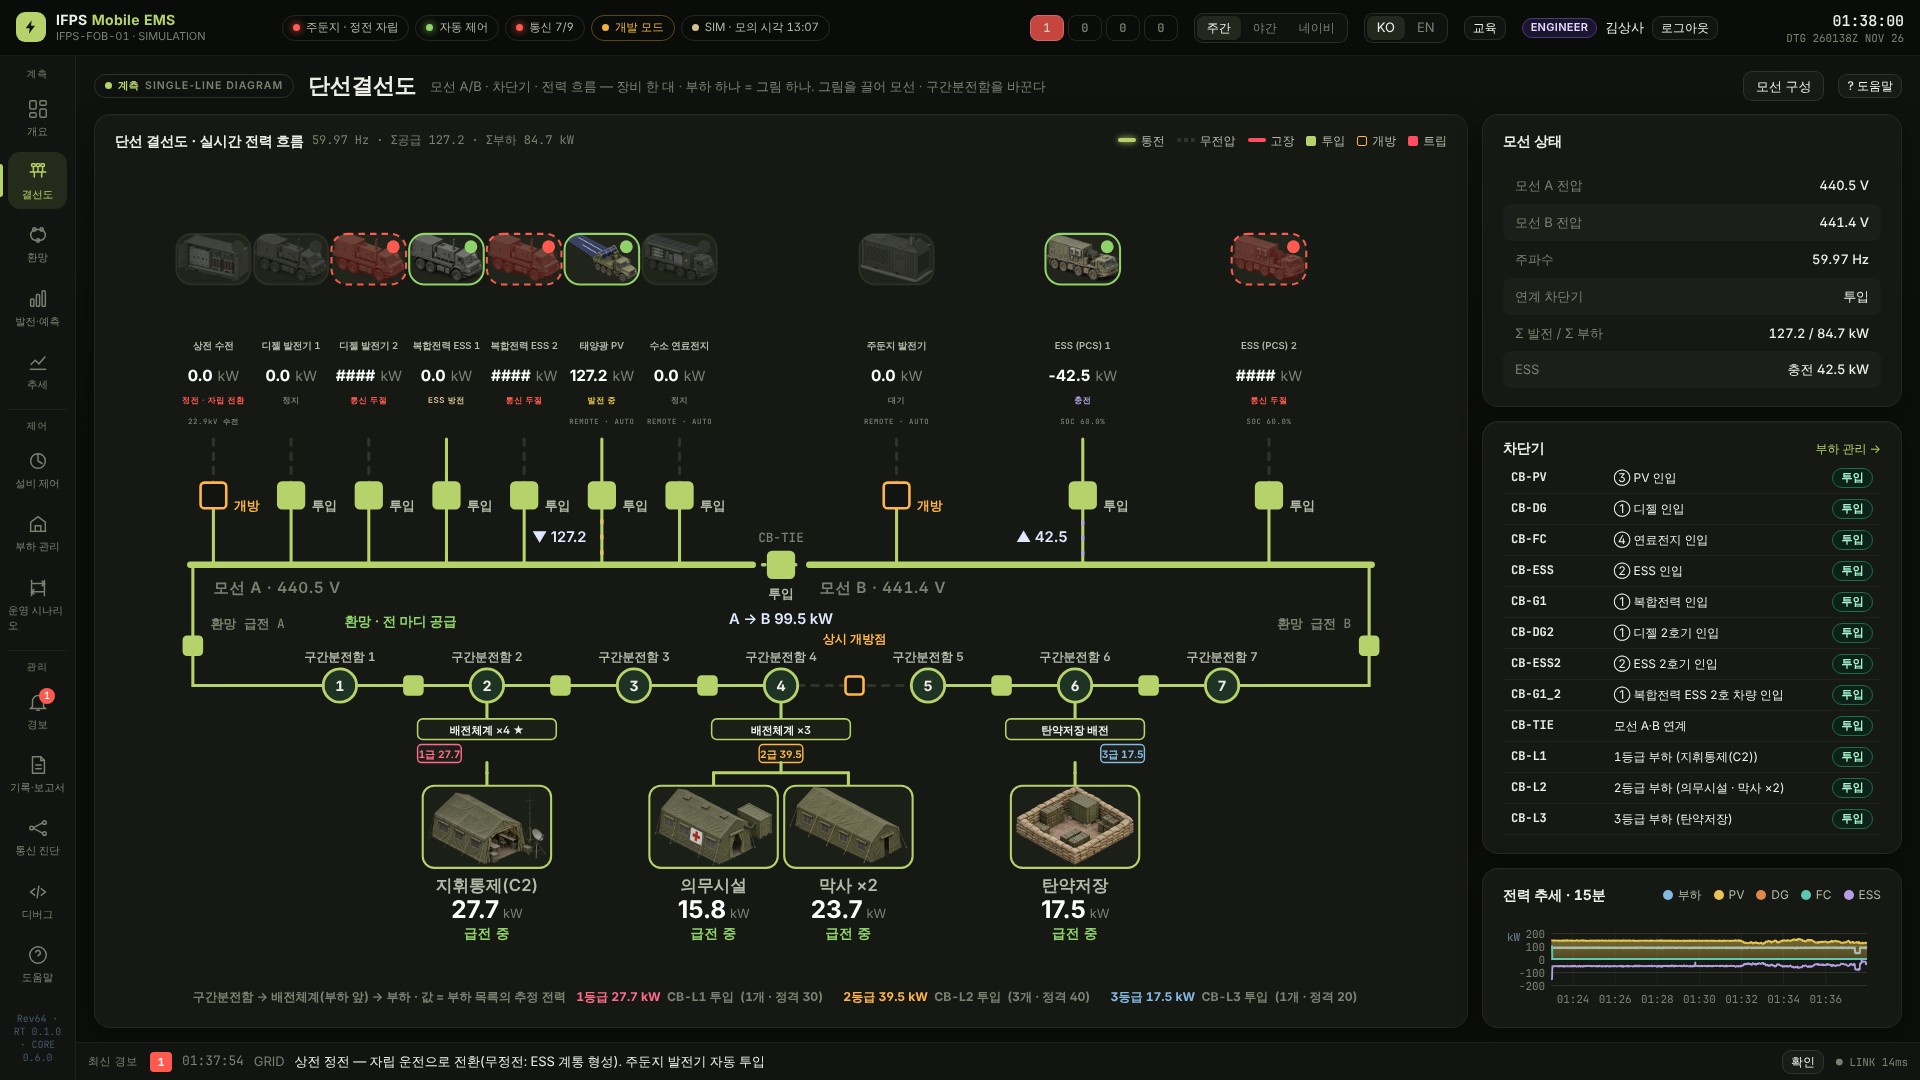 IFPS Mobile EMS
IFPS-FOB-01 · SIMULATION
주둔지 · 정전 자립
자동 제어
통신 7/9
개발 모드
SIM · 모의 시각 13:07
1
0
0
0
주간
야간
네이비
KO
EN
교육
ENGINEER
김상사
로그아웃
01:38:00
DTG 260138Z NOV 26
계측
개요
결선도
환망
발전·예측
추세
제어
설비 제어
부하 관리
운영 시나리
오
관리
1
경보
기록·보고서
통신 진단
디버그
도움말
Rev64 ·
RT 0.1.0
· CORE
0.6.0
계측 SINGLE-LINE DIAGRAM
단선결선도
모선 A/B · 차단기 · 전력 흐름 — 장비 한 대 · 부하 하나 = 그림 하나. 그림을 끌어 모선 · 구간분전함을 바꾼다
모선 구성
? 도움말
단선 결선도 · 실시간 전력 흐름
59.97 Hz · Σ공급 127.2 · Σ부하 84.7 kW
통전
무전압
고장
투입
개방
트립
상전 수전
디젤 발전기 1
디젤 발전기 2
복합전력 ESS 1
복합전력 ESS 2
태양광 PV
수소 연료전지
주둔지 발전기
ESS (PCS) 1
ESS (PCS) 2
0.0 kW
0.0 kW
#### kW
0.0 kW
#### kW
127.2 kW
0.0 kW
0.0 kW
-42.5 kW
#### kW
정전 · 자립 전환
정지
통신 두절
ESS 방전
통신 두절
발전 중
정지
대기
충전
통신 두절
22.9kV 수전
REMOTE · AUTO
REMOTE · AUTO
REMOTE · AUTO
SOC 60.0%
SOC 60.0%
개방
투입
투입
투입
투입
투입
투입
개방
투입
투입
▼ 127.2
CB-TIE
▲ 42.5
모선 A · 440.5 V
투입
모선 B · 441.4 V
환망 급전 A
환망 · 전 마디 공급
A → B 99.5 kW
환망 급전 B
상시 개방점
구간분전함 1
구간분전함 2
구간분전함 3
구간분전함 4
구간분전함 5
구간분전함 6
구간분전함 7
1
2
3
4
5
6
7
배전체계 ×4 ★
배전체계 ×3
탄약저장 배전
1급 27.7
2급 39.5
3급 17.5
지휘통제(C2)
의무시설
막사 ×2
탄약저장
27.7 kW
15.8 kW
23.7 kW
17.5 kW
급전 중
급전 중
급전 중
급전 중
구간분전함 → 배전체계(부하 앞) → 부하 · 값 = 부하 목록의 추정 전력
1등급 27.7 kW CB-L1 투입 (1개 · 정격 30)
2등급 39.5 kW CB-L2 투입 (3개 · 정격 40)
3등급 17.5 kW CB-L3 투입 (1개 · 정격 20)
모선 상태
모선 A 전압 440.5 V
모선 B 전압 441.4 V
주파수 59.97 Hz
연계 차단기 투입
Σ 발전 / Σ 부하 127.2 / 84.7 kW
ESS 충전 42.5 kW
차단기
부하 관리 →
CB-PV ③ PV 인입 투입
CB-DG ① 디젤 인입 투입
CB-FC ④ 연료전지 인입 투입
CB-ESS ② ESS 인입 투입
CB-G1 ① 복합전력 인입 투입
CB-DG2 ① 디젤 2호기 인입 투입
CB-ESS2 ② ESS 2호기 인입 투입
CB-G1_2 ① 복합전력 ESS 2호 차량 인입 투입
CB-TIE 모선 A·B 연계 투입
CB-L1 1등급 부하 (지휘통제(C2)) 투입
CB-L2 2등급 부하 (의무시설 · 막사 ×2) 투입
CB-L3 3등급 부하 (탄약저장) 투입
전력 추세 · 15분
부하
PV
DG
FC
ESS
kW
200
100
0
-100
-200
01:24
01:26
01:28
01:30
01:32
01:34
01:36
최신 경보
1
01:37:54
GRID
상전 정전 — 자립 운전으로 전환(무정전: ESS 계통 형성). 주둔지 발전기 자동 투입
확인
LINK 14ms